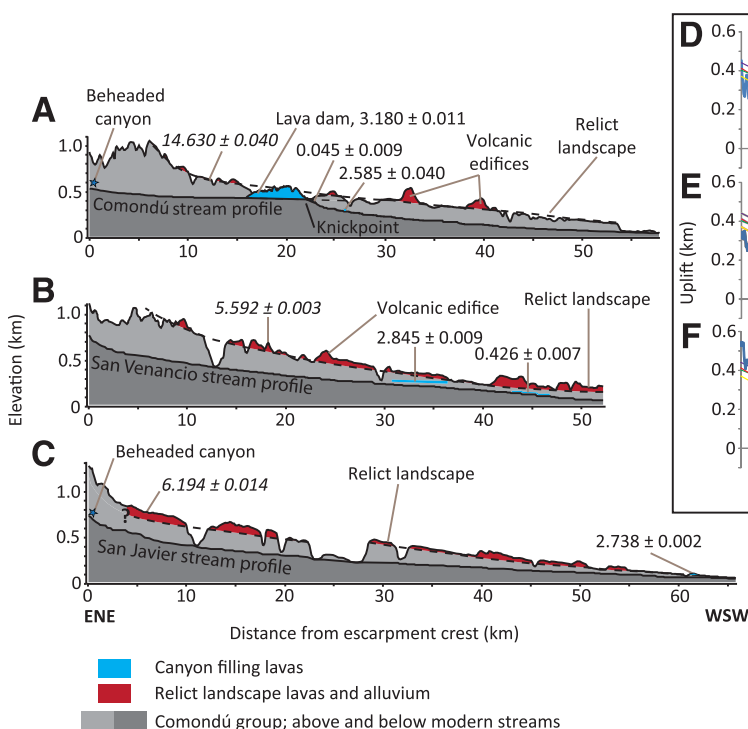 A
Beheaded
canyon
14.630 ± 0.040
Lava dam, 3.180 ± 0.011
0.045 ± 0.009
2.585 ± 0.040
Volcanic
edifices
Relict
landscape
1.0
0.5
0
Comondú stream profile
Knickpoint
0 10 20 30 40 50
B
5.592 ± 0.003
Volcanic edifice
2.845 ± 0.009
Relict landscape
0.426 ± 0.007
1.0
0.5
0
San Venancio stream profile
0 10 20 30 40 50
Elevation (km)
C
Beheaded canyon
6.194 ± 0.014
Relict landscape
2.738 ± 0.002
1.0
0.5
0
?
San Javier stream profile
0 10 20 30 40 50 60
ENE
WSW
Distance from escarpment crest (km)
Canyon filling lavas
Relict landscape lavas and alluvium
Comondú group; above and below modern streams
D
0.6
0.4
0.2
0
E
0.6
0.4
0.2
0
Uplift (km)
F
0.6
0.4
0.2
0